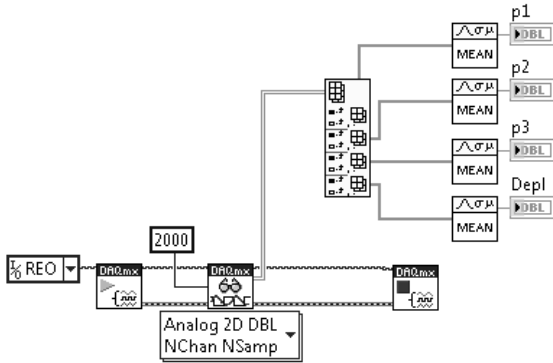 p1
MEAN
DBL
p2
MEAN
DBL
p3
MEAN
DBL
Depl
MEAN
DBL
2000
I/O REO
DAQmx
DAQmx
DAQmx
Analog 2D DBL
NChan NSamp